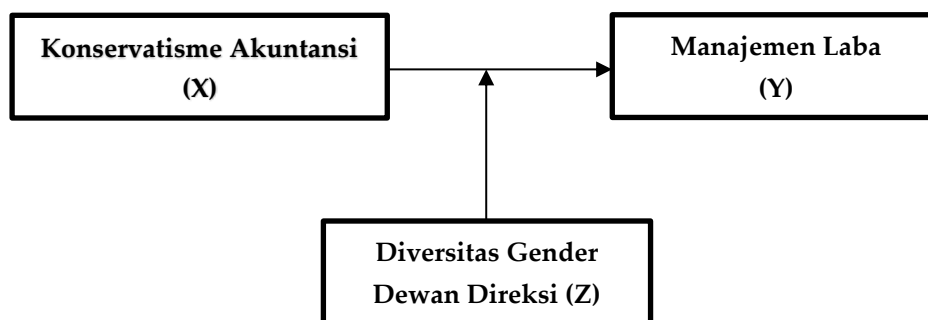 Konservatisme Akuntansi
(X)
Manajemen Laba
(Y)
Diversitas Gender
Dewan Direksi (Z)